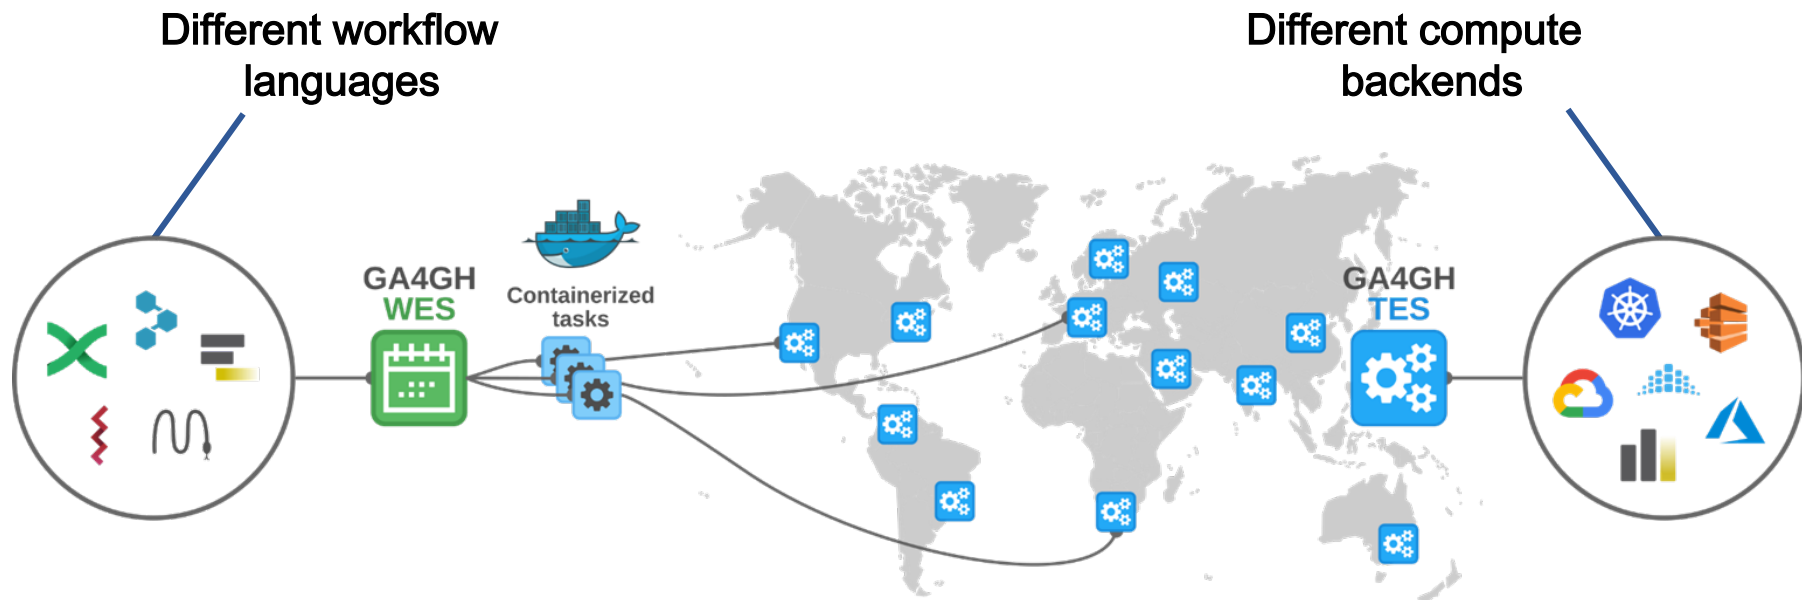 Different workflow
languages
Different compute
backends
GA4GH
WES
Containerized
tasks
GA4GH
TES